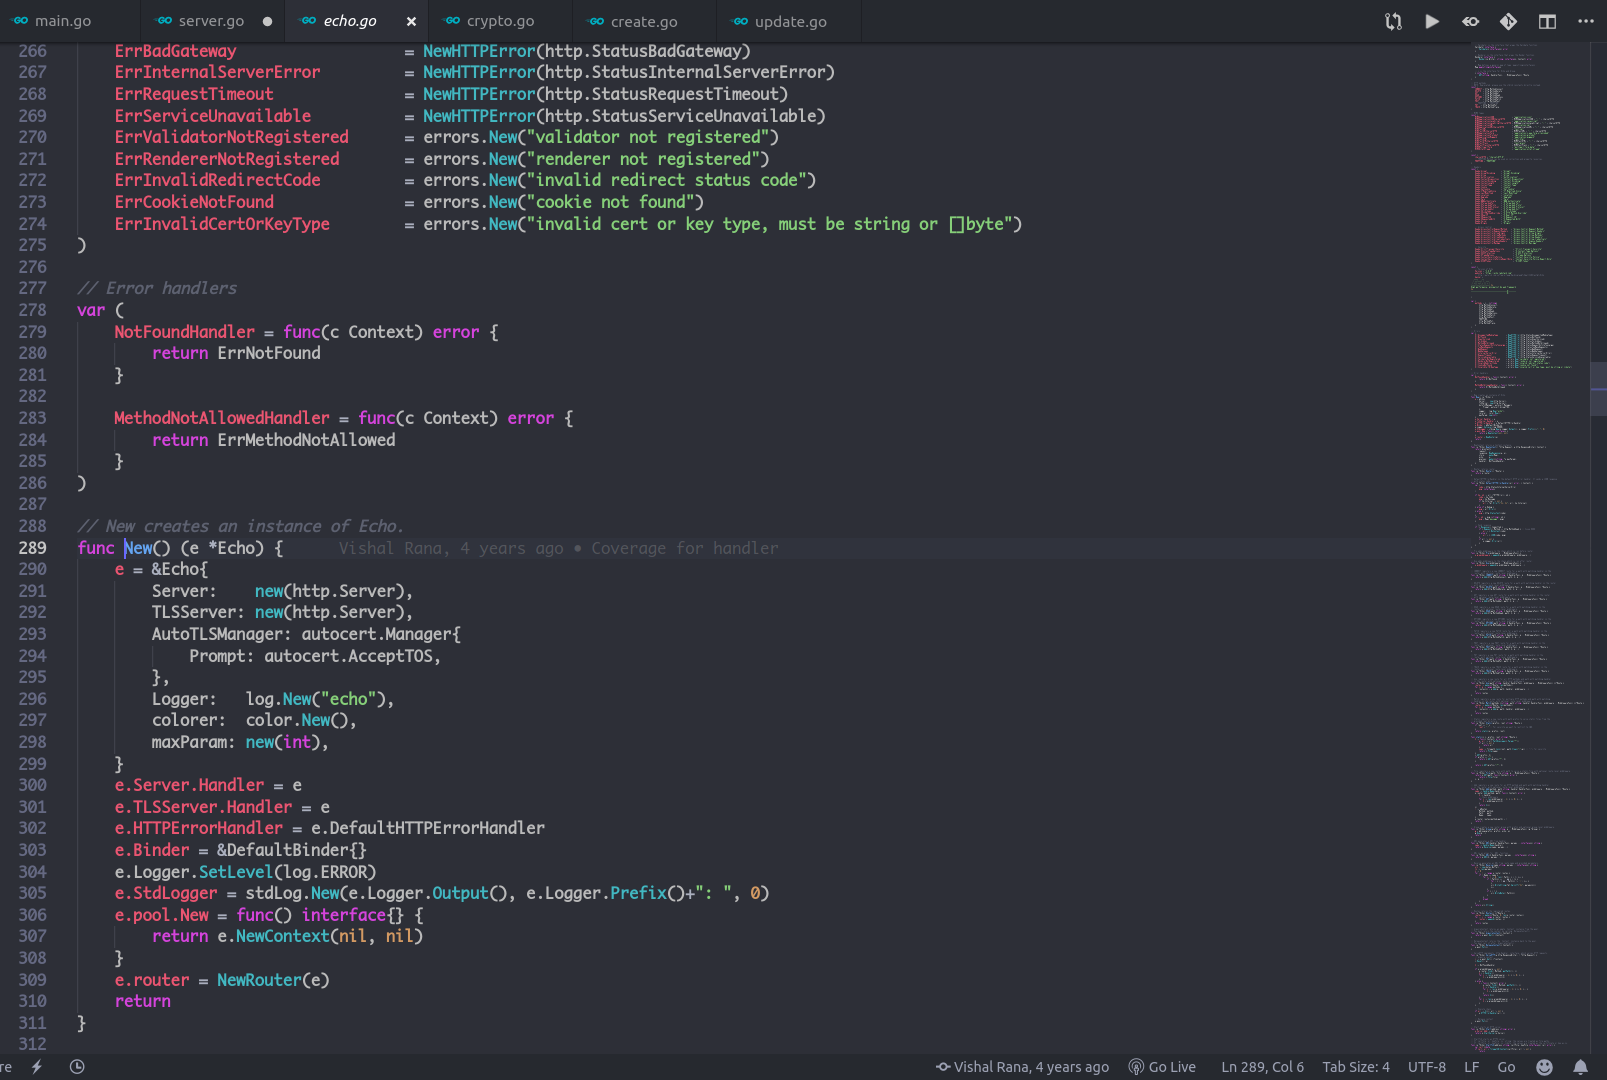 main.go server.go echo.go crypto.go create.go update.go
266 ErrBadGateway = NewHTTPError(http.StatusBadGateway)
267 ErrInternalServerError = NewHTTPError(http.StatusInternalServerError)
268 ErrRequestTimeout = NewHTTPError(http.StatusRequestTimeout)
269 ErrServiceUnavailable = NewHTTPError(http.StatusServiceUnavailable)
270 ErrValidatorNotRegistered = errors.New("validator not registered")
271 ErrRendererNotRegistered = errors.New("renderer not registered")
272 ErrInvalidRedirectCode = errors.New("invalid redirect status code")
273 ErrCookieNotFound = errors.New("cookie not found")
274 ErrInvalidCertOrKeyType = errors.New("invalid cert or key type, must be string or []byte")
275 )
276
277 // Error handlers
278 var (
279 NotFoundHandler = func(c Context) error {
280 return ErrNotFound
281 }
282
283 MethodNotAllowedHandler = func(c Context) error {
284 return ErrMethodNotAllowed
285 }
286 )
287
288 // New creates an instance of Echo.
289 func New() (e *Echo) { Vishal Rana, 4 years ago • Coverage for handler
290 e = &Echo{
291 Server: new(http.Server),
292 TLSServer: new(http.Server),
293 AutoTLSManager: autocert.Manager{
294 Prompt: autocert.AcceptTOS,
295 },
296 Logger: log.New("echo"),
297 colorer: color.New(),
298 maxParam: new(int),
299 }
300 e.Server.Handler = e
301 e.TLSServer.Handler = e
302 e.HTTPErrorHandler = e.DefaultHTTPErrorHandler
303 e.Binder = &DefaultBinder{}
304 e.Logger.SetLevel(log.ERROR)
305 e.StdLogger = stdLog.New(e.Logger.Output(), e.Logger.Prefix()+": ", 0)
306 e.pool.New = func() interface{} {
307 return e.NewContext(nil, nil)
308 }
309 e.router = NewRouter(e)
310 return
311 }
312
re Vishal Rana, 4 years ago Go Live Ln 289, Col 6 Tab Size: 4 UTF-8 LF Go